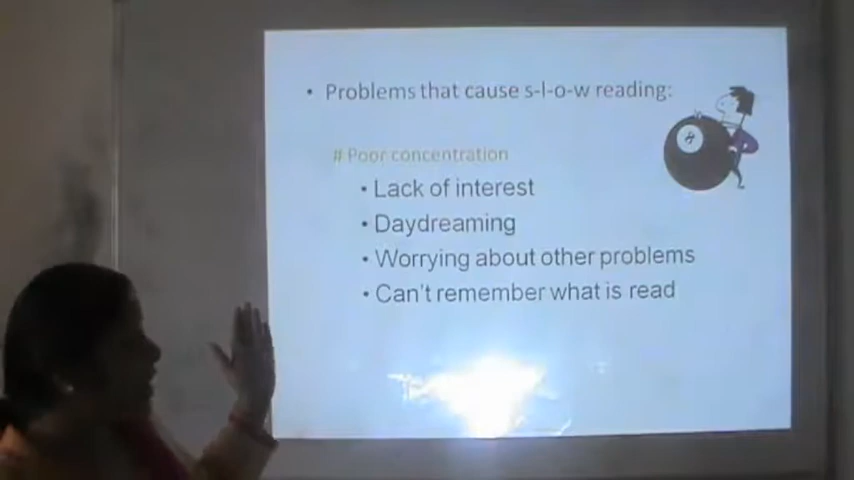 • Problems that cause s-l-o-w reading:
# Poor concentration
• Lack of interest
• Daydreaming
• Worrying about other problems
• Can't remember what is read
8